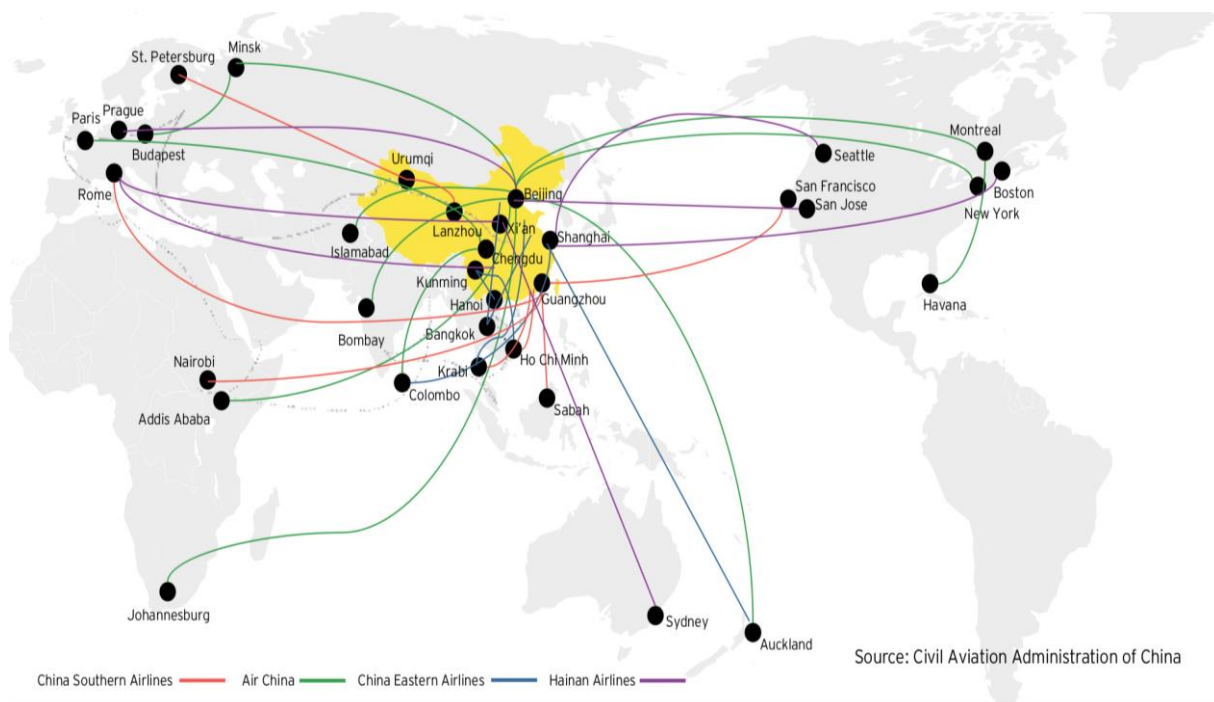 Minsk
St. Petersburg
Paris
Prague
Budapest
Rome
Urumqi
Beijing
Lanzhou
Xi'an
Islamabad
Shanghai
Chengdu
Kunming
Hanoi
Guangzhou
Bombay
Bangkok
Ho Chi Minh
Nairobi
Krabi
Colombo
Addis Ababa
Sabah
Montreal
Seattle
San Francisco
Boston
San Jose
New York
Havana
Johannesburg
Sydney
Auckland
Source: Civil Aviation Administration of China
China Southern Airlines Air China China Eastern Airlines Hainan Airlines